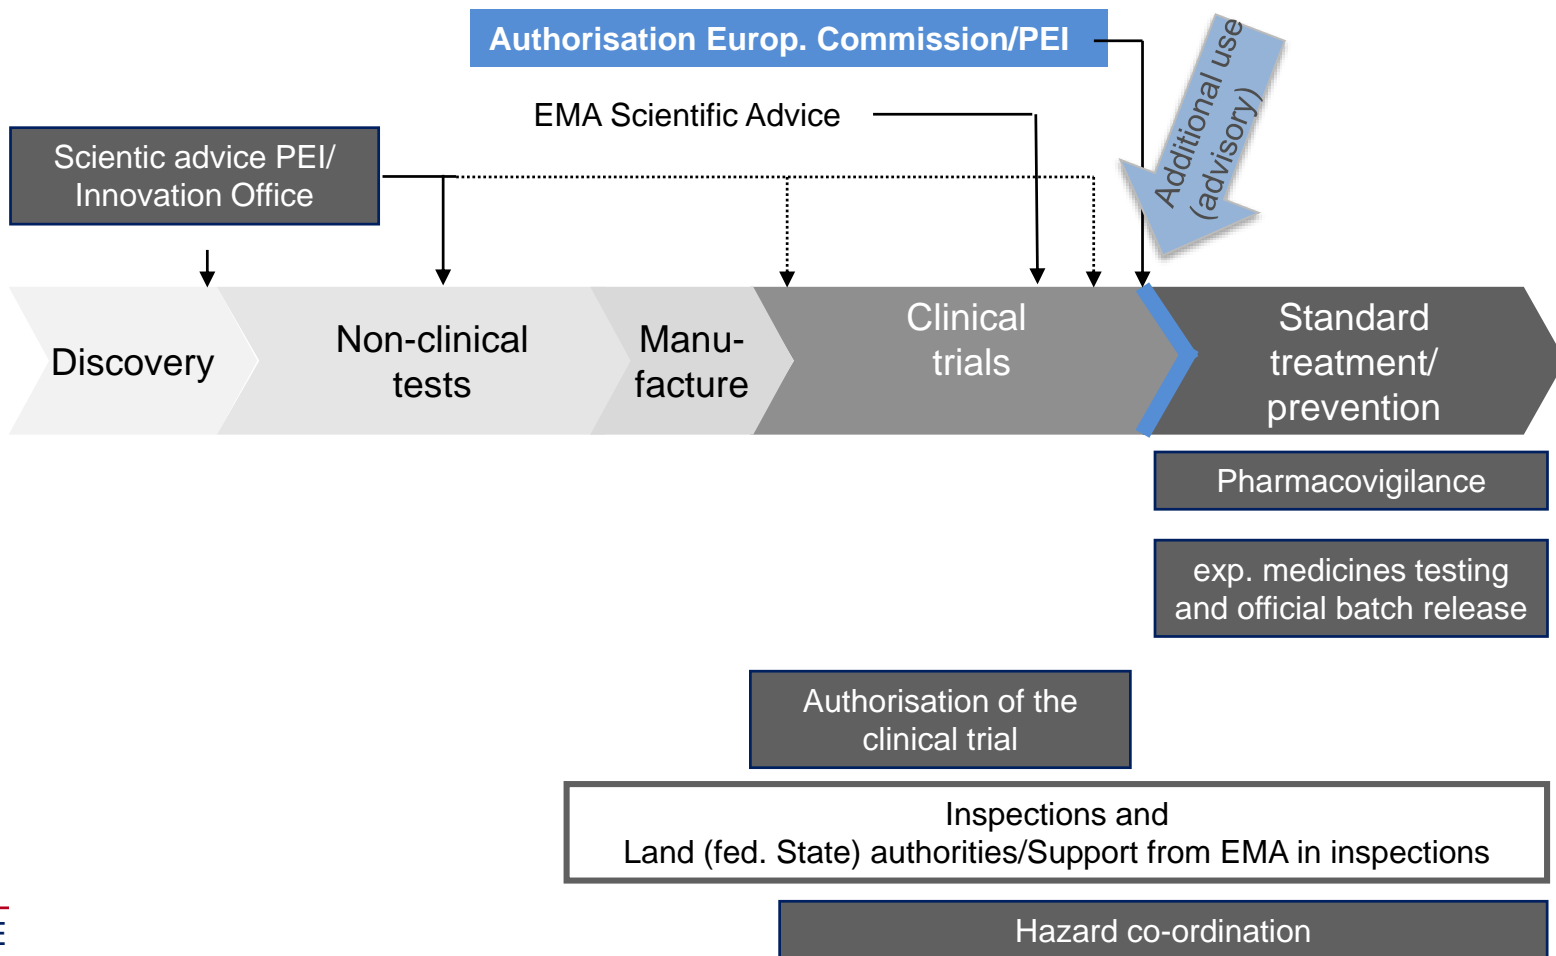 Authorisation Europ. Commission/PEI
Additional use
(advisory)
EMA Scientific Advice
Scientic advice PEI/
Innovation Office
Discovery
Non-clinical
tests
Manu-
facture
Clinical
trials
Standard
treatment/
prevention
Pharmacovigilance
exp. medicines testing
and official batch release
Authorisation of the
clinical trial
Inspections and
Land (fed. State) authorities/Support from EMA in inspections
E
Hazard co-ordination